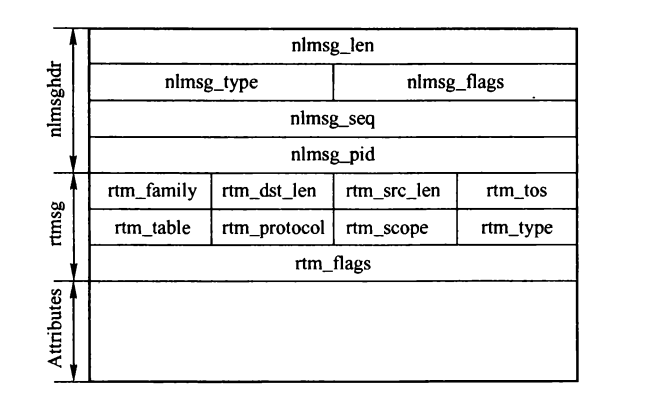 nlmsghdr
nlmsg_len
nlmsg_type nlmsg_flags
nlmsg_seq
nlmsg_pid
rtmsg
rtm_family rtm_dst_len rtm_src_len rtm_tos
rtm_table rtm_protocol rtm_scope rtm_type
rtm_flags
Attributes